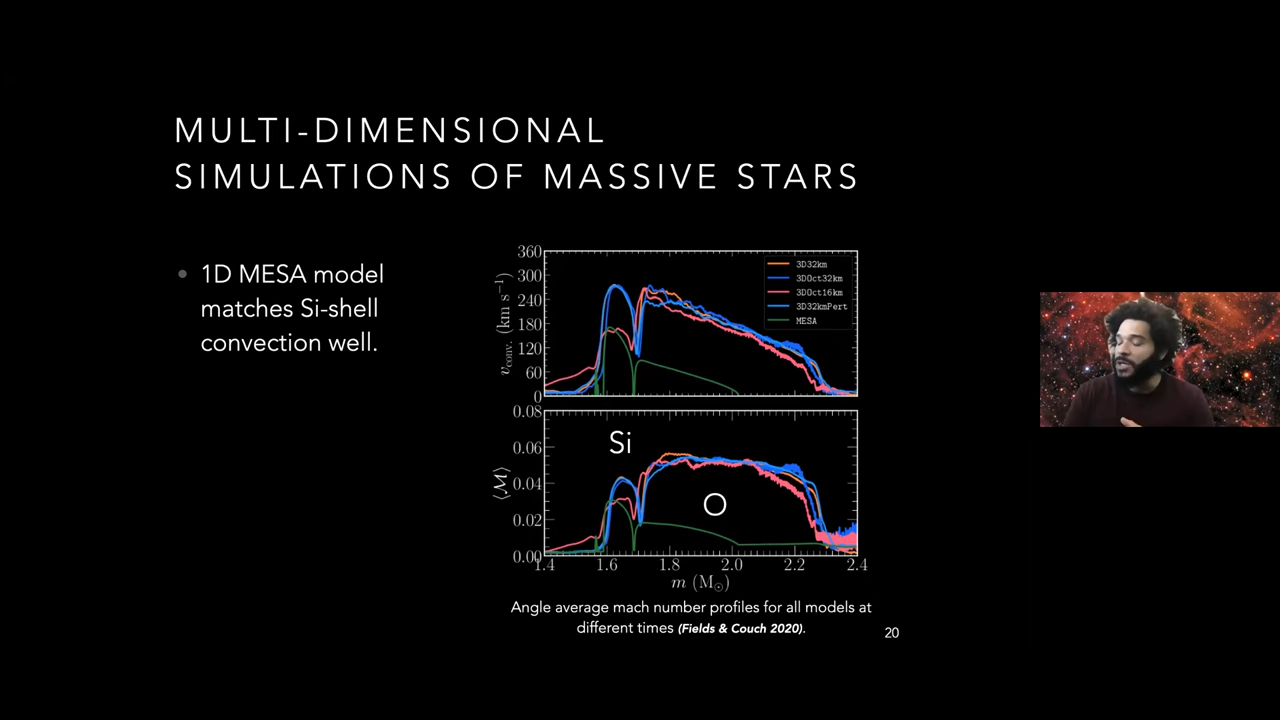 MULTI-DIMENSIONAL
SIMULATIONS OF MASSIVE STARS
• 1D MESA model
matches Si-shell
convection well.
360
300
240
180
120
60
0
v_conv. (km s⁻¹)
3D32km
3DOct32km
3DOct16km
3D32kmPert
MESA
0.08
0.06
0.04
0.02
0.00
⟨ℳ⟩
Si
O
1.4 1.6 1.8 2.0 2.2 2.4
m (M⊙)
Angle average mach number profiles for all models at
different times (Fields & Couch 2020).
20